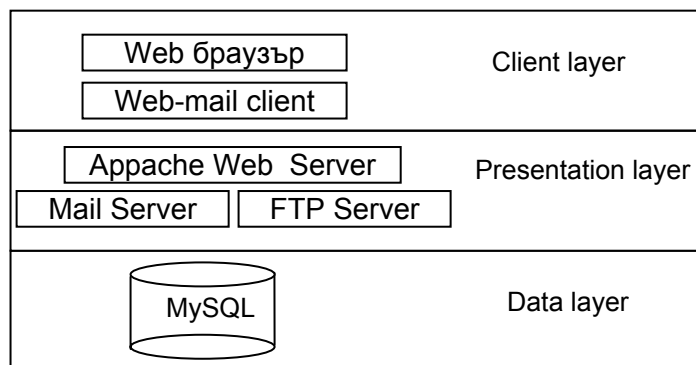 Web браузър
Client layer
Web-mail client
Appache Web Server
Presentation layer
Mail Server
FTP Server
MySQL
Data layer